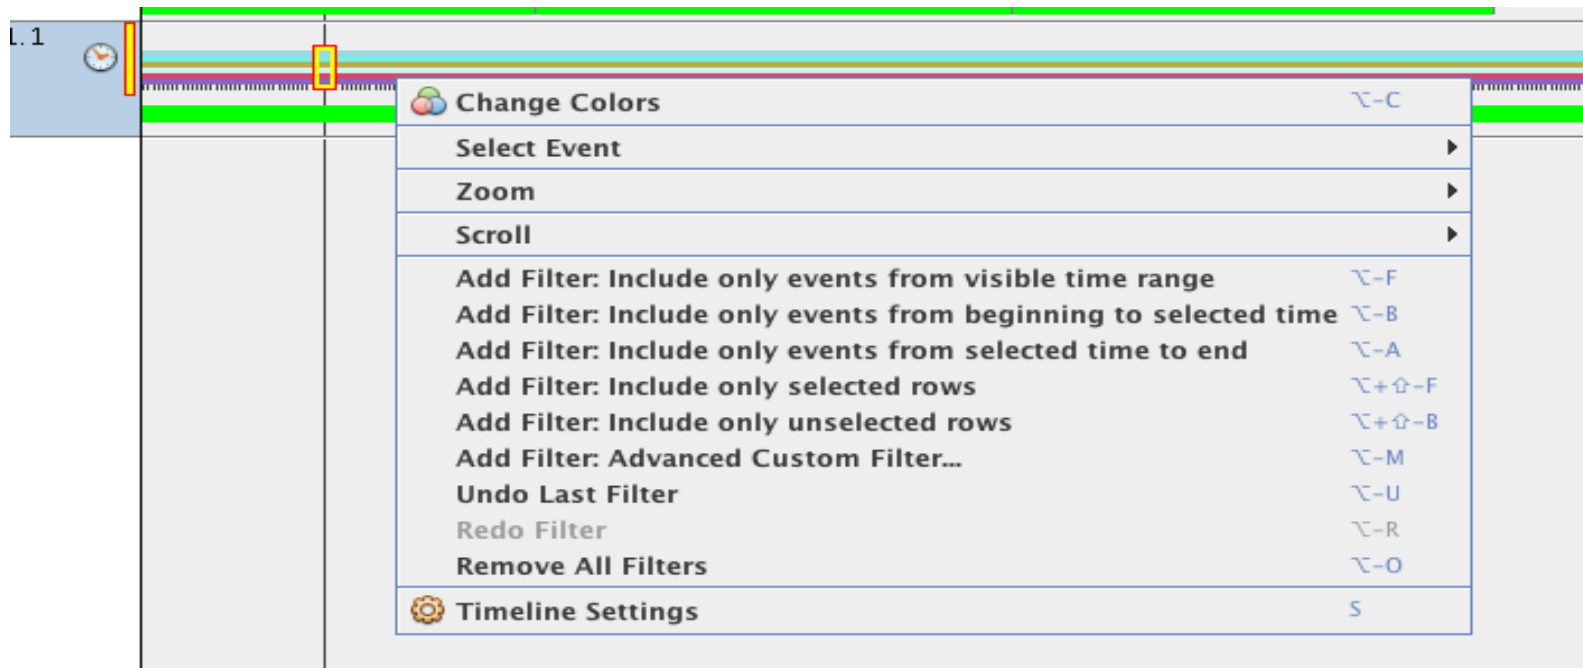 1.1
Change Colors ⌥-C
Select Event
Zoom
Scroll
Add Filter: Include only events from visible time range ⌥-F
Add Filter: Include only events from beginning to selected time ⌥-B
Add Filter: Include only events from selected time to end ⌥-A
Add Filter: Include only selected rows ⌥+⇧-F
Add Filter: Include only unselected rows ⌥+⇧-B
Add Filter: Advanced Custom Filter... ⌥-M
Undo Last Filter ⌥-U
Redo Filter ⌥-R
Remove All Filters ⌥-O
Timeline Settings S